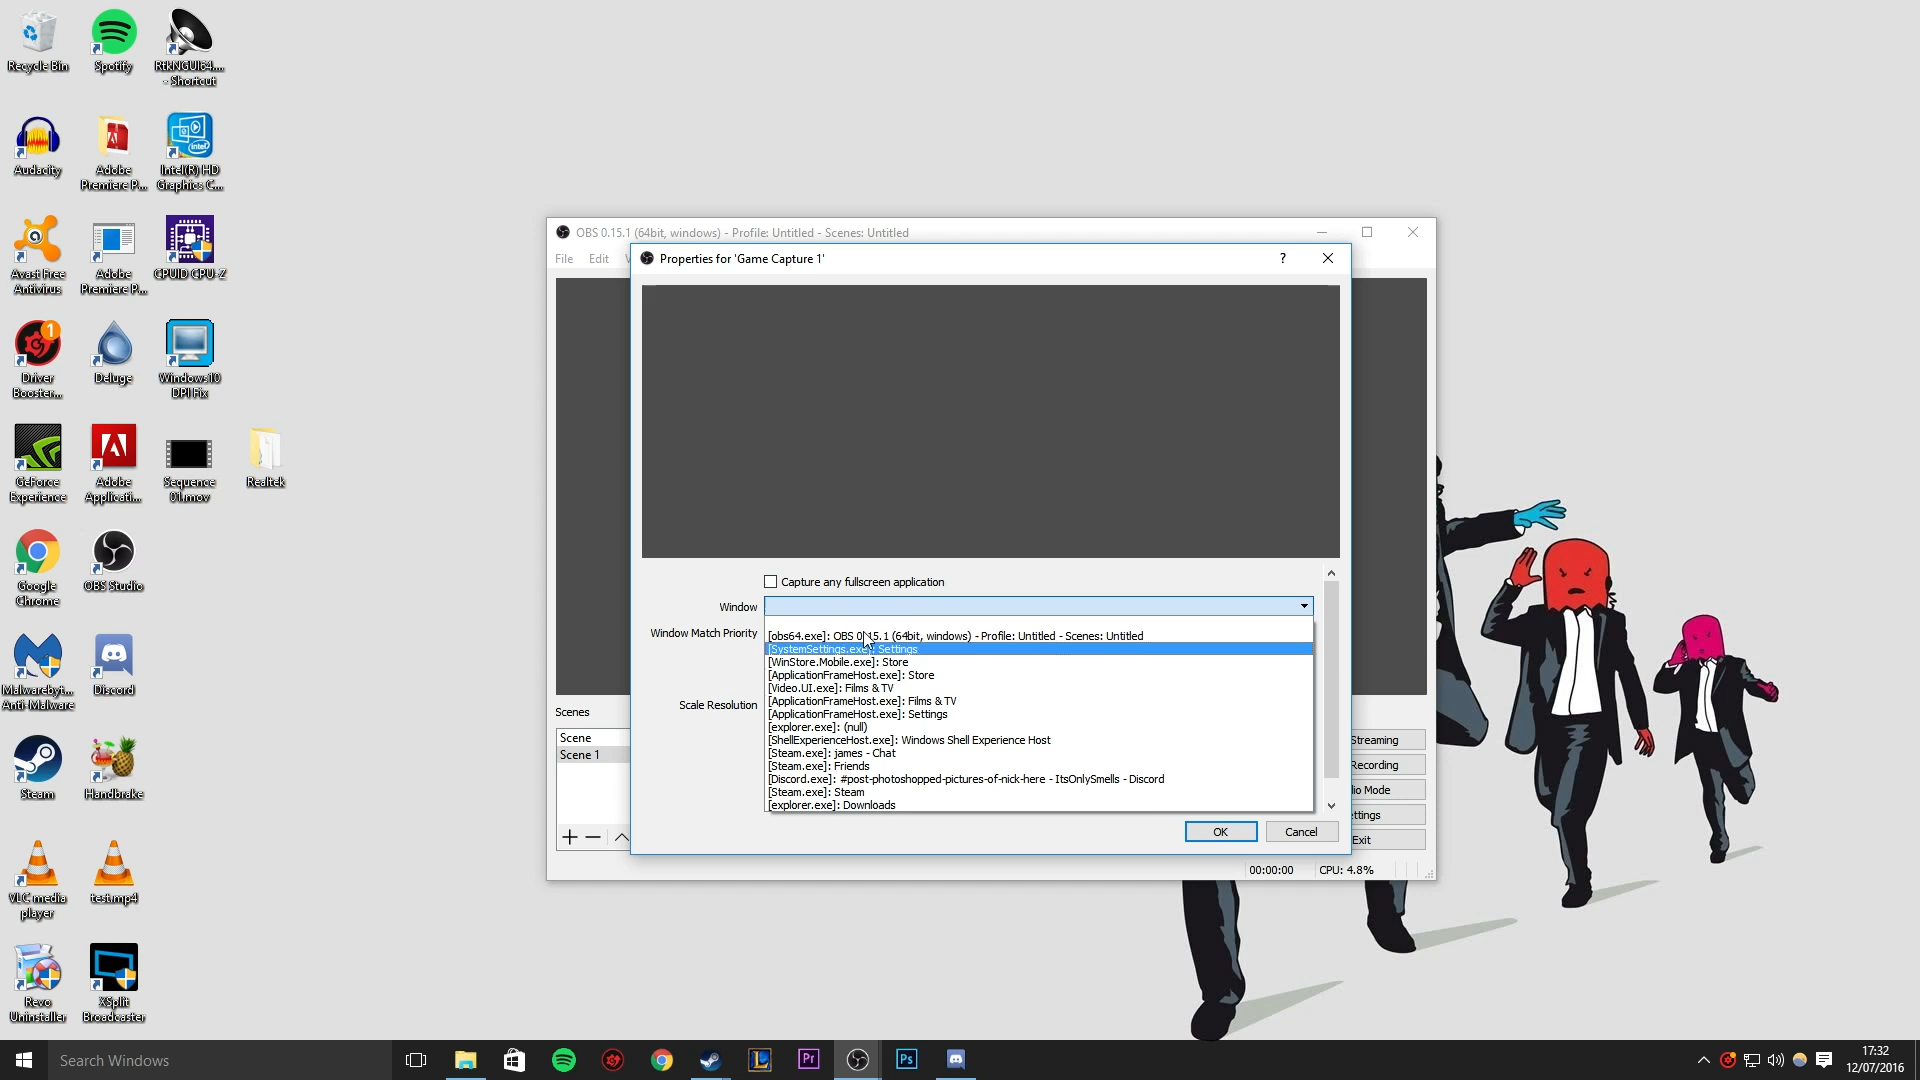 Recycle Bin
Spotify
RtkNGUI64....
- Shortcut
Audacity
Adobe
Premiere P...
Intel(R) HD
Graphics C...
Avast Free
Antivirus
Adobe
Premiere P...
CPUID CPU-Z
1
Driver
Booster...
Deluge
Windows10
DPI Fix
GeForce
Experience
Adobe
Applicati...
Sequence
01.mov
Realtek
Google
Chrome
OBS Studio
Malwarebyt...
Anti-Malware
Discord
Steam
Handbrake
VLC media
player
test.mp4
Revo
Uninstaller
XSplit
Broadcaster
OBS 0.15.1 (64bit, windows) - Profile: Untitled - Scenes: Untitled
File Edit
Properties for 'Game Capture 1'
?
Capture any fullscreen application
Window
Window Match Priority
[obs64.exe]: OBS 0.15.1 (64bit, windows) - Profile: Untitled - Scenes: Untitled
[SystemSettings.exe]: Settings
[WinStore.Mobile.exe]: Store
[ApplicationFrameHost.exe]: Store
[Video.UI.exe]: Films & TV
Scale Resolution
[ApplicationFrameHost.exe]: Films & TV
[ApplicationFrameHost.exe]: Settings
[explorer.exe]: (null)
[ShellExperienceHost.exe]: Windows Shell Experience Host
[Steam.exe]: james - Chat
[Steam.exe]: Friends
[Discord.exe]: #post-photoshopped-pictures-of-nick-here - ItsOnlySmells - Discord
[Steam.exe]: Steam
[explorer.exe]: Downloads
OK
Cancel
Scenes
Scene
Scene 1
Streaming
Recording
dio Mode
ettings
Exit
00:00:00
CPU: 4.8%
Search Windows
L
Pr
Ps
17:32
12/07/2016